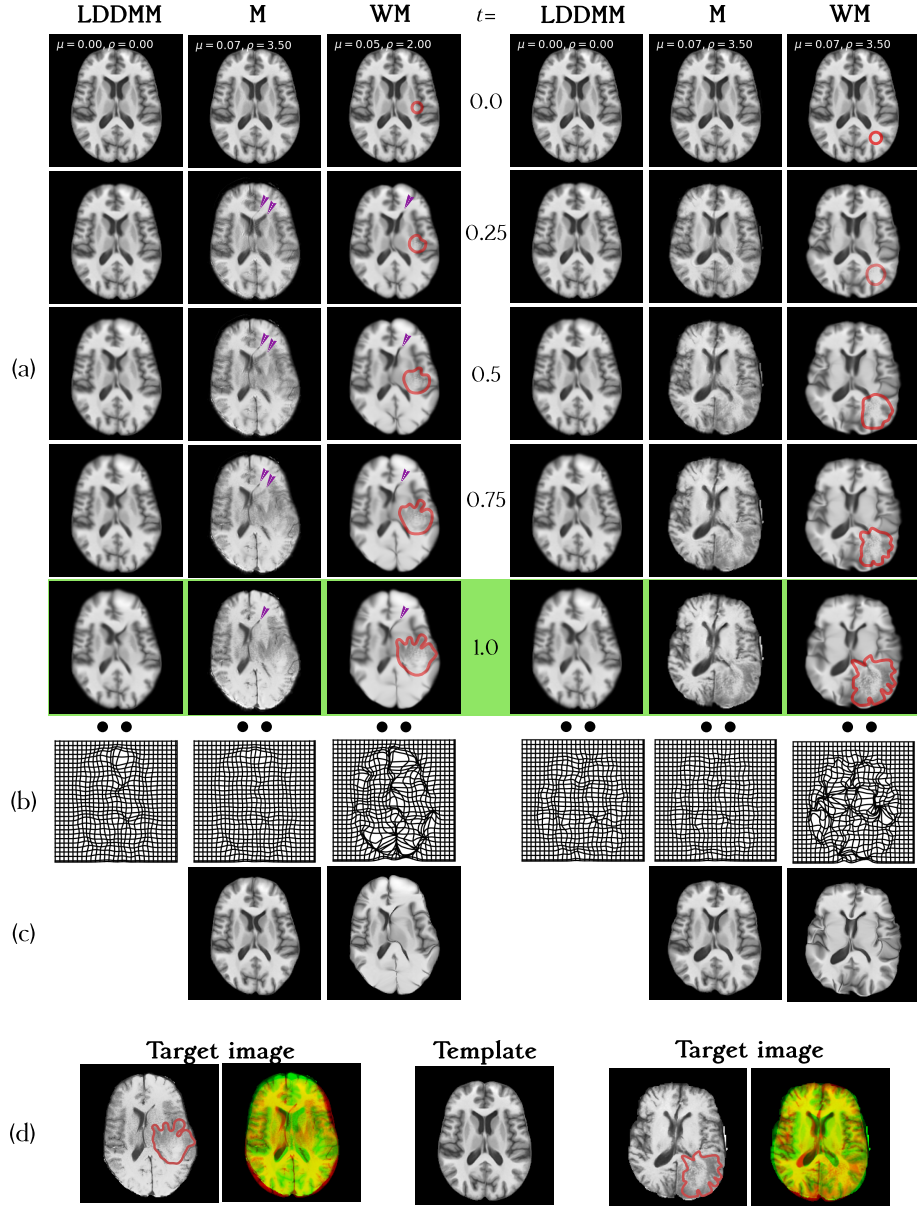 LDDMM M WM t= LDDMM M WM
μ = 0.00, ρ = 0.00 μ = 0.07, ρ = 3.50 μ = 0.05, ρ = 2.00 μ = 0.00, ρ = 0.00 μ = 0.07, ρ = 3.50 μ = 0.07, ρ = 3.50
0.0
0.25
(a) 0.5
0.75
1.0
(b)
(c)
Target image Template Target image
(d)